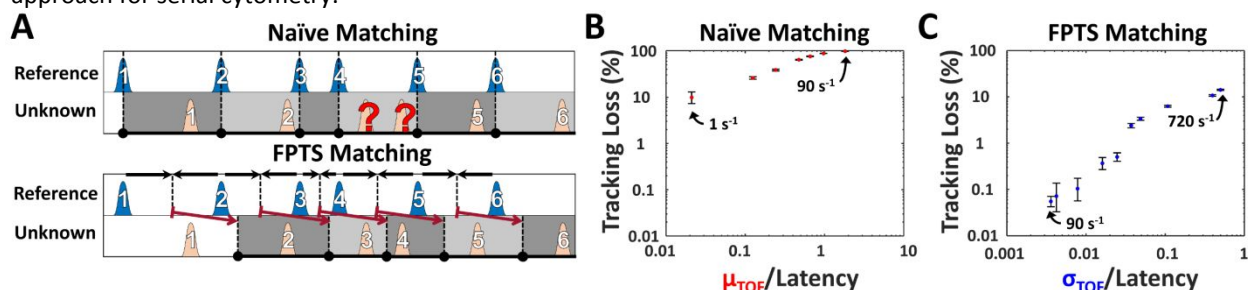 approach for serial cytometry.
A
Naïve Matching
Reference
1 2 3 4 5 6
Unknown
1 2 ? ? 5 6
FPTS Matching
Reference
1 2 3 4 5 6
Unknown
1 2 3 4 5 6
B
Naïve Matching
Tracking Loss (%)
100
10
1
0.1
0.01
90 s⁻¹
1 s⁻¹
0.01 0.1 1 10
μTOF/Latency
C
FPTS Matching
Tracking Loss (%)
100
10
1
0.1
0.01
720 s⁻¹
90 s⁻¹
0.001 0.01 0.1 1
σTOF/Latency